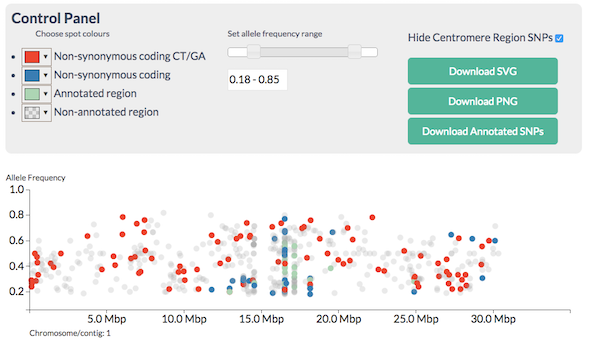 Control Panel
Choose spot colours
Non-synonymous coding CT/GA
Non-synonymous coding
Annotated region
Non-annotated region
Set allele frequency range
0.18 - 0.85
Hide Centromere Region SNPs
Download SVG
Download PNG
Download Annotated SNPs
Allele Frequency
1.0
0.8
0.6
0.4
0.2
5.0 Mbp 10.0 Mbp 15.0 Mbp 20.0 Mbp 25.0 Mbp 30.0 Mbp
Chromosome/contig: 1